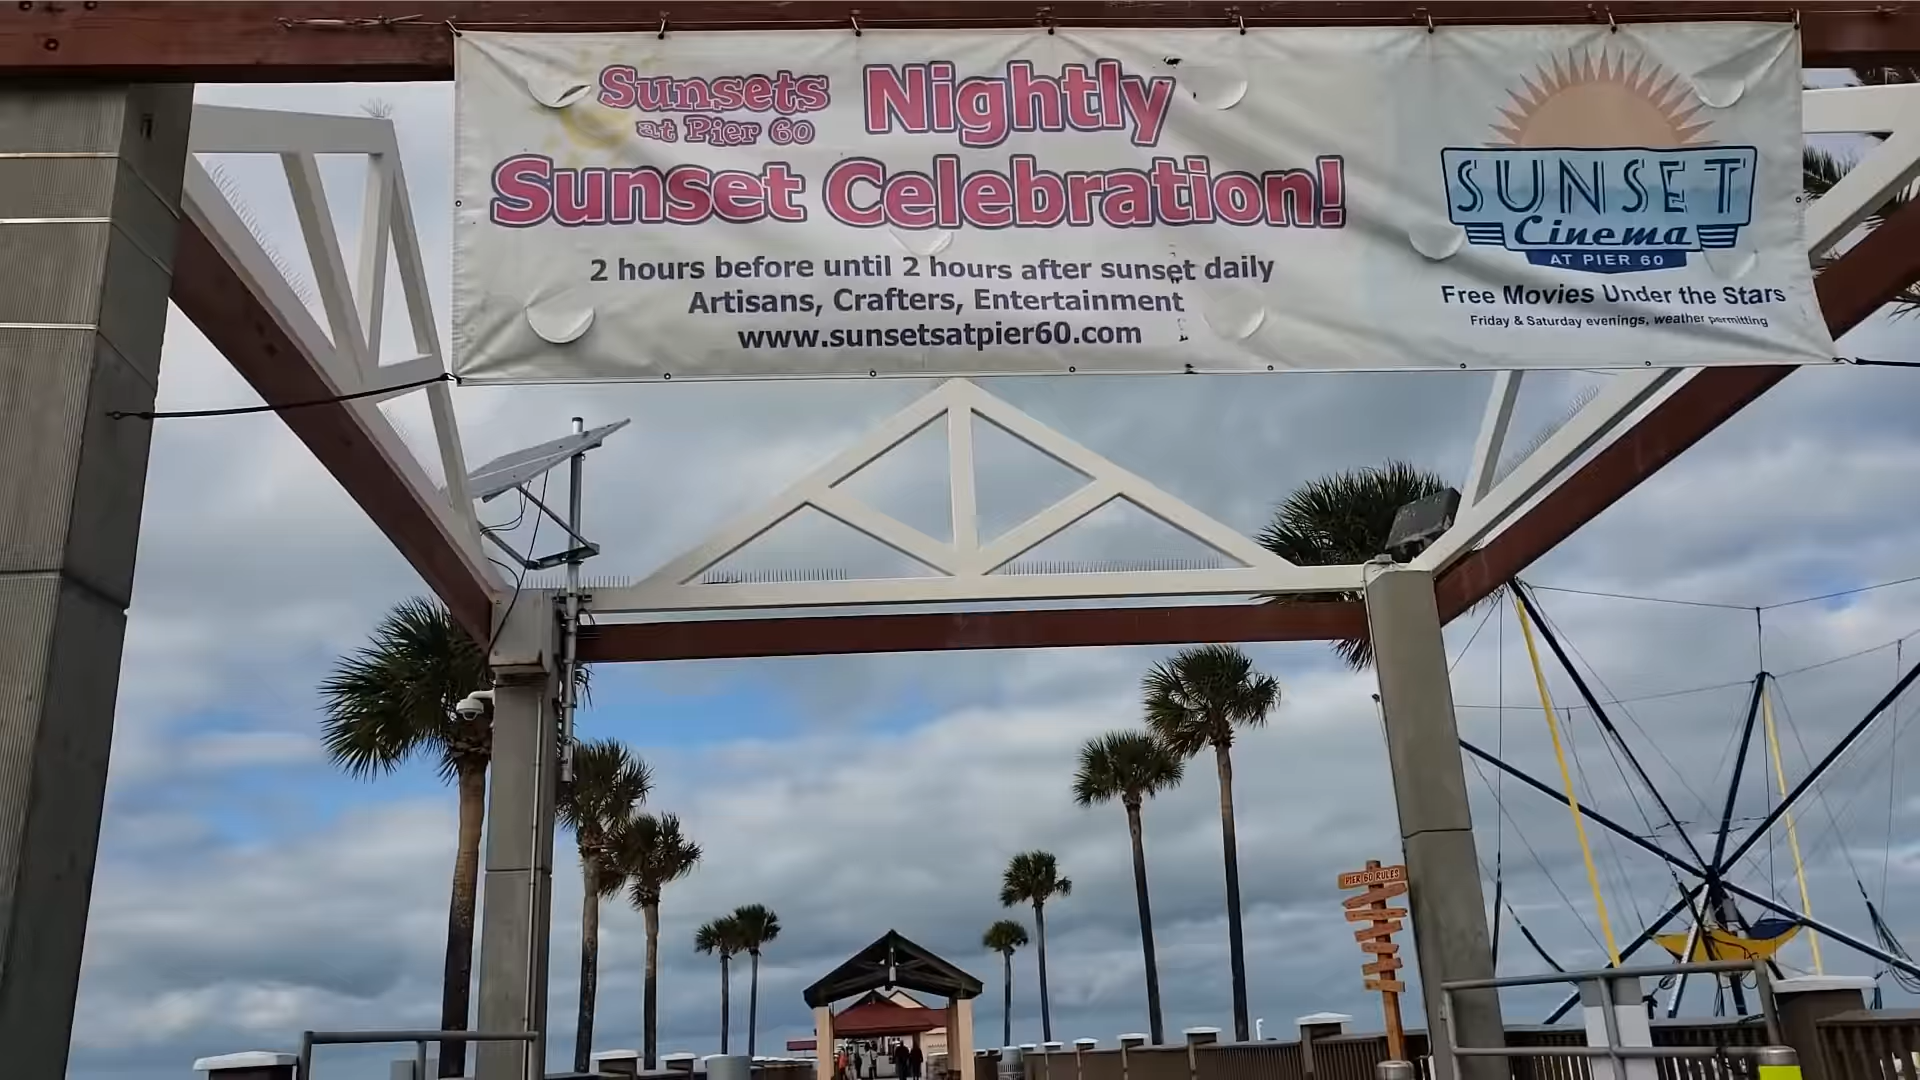 Sunsets
at Pier 60
Nightly
Sunset Celebration!
2 hours before until 2 hours after sunset daily
Artisans, Crafters, Entertainment
www.sunsetsatpier60.com
SUNSET
Cinema
AT PIER 60
Free Movies Under the Stars
Friday & Saturday evenings, weather permitting
PIER 60 RULES